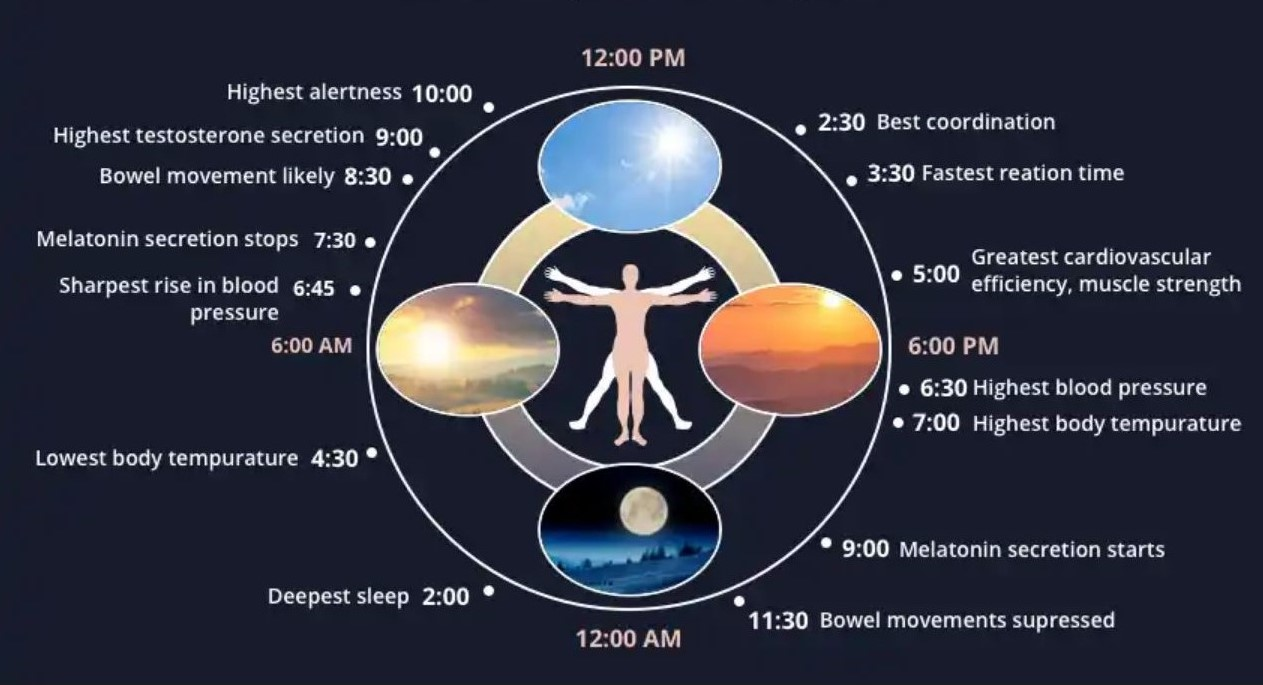 12:00 PM
Highest alertness 10:00
Highest testosterone secretion 9:00
Bowel movement likely 8:30
Melatonin secretion stops 7:30
Sharpest rise in blood 6:45
pressure
6:00 AM
Lowest body tempurature 4:30
Deepest sleep 2:00
12:00 AM
2:30 Best coordination
3:30 Fastest reation time
5:00 Greatest cardiovascular
efficiency, muscle strength
6:00 PM
6:30 Highest blood pressure
7:00 Highest body tempurature
9:00 Melatonin secretion starts
11:30 Bowel movements supressed